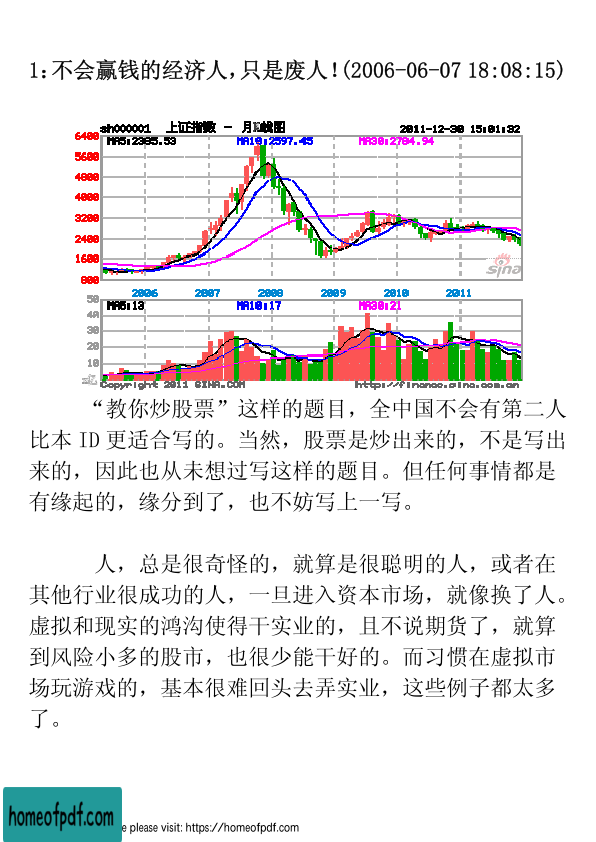 1:不会赢钱的经济人,只是废人!(2006-06-07 18:08:15)
sh000001 上证指数 - 月K线图 2011-12-30 15:01:32
MA5:2385.53 MA10:2597.45 MA30:2784.94
6400
5600
4800
4000
3200
2400
1600
800
sina
2006 2007 2008 2009 2010 2011
MA5:13 MA10:17 MA30:21
50
40
30
20
10
Copyright 2011 SINA.COM http://finance.sina.com.cn
“教你炒股票”这样的题目，全中国不会有第二人
比本 ID 更适合写的。当然，股票是炒出来的，不是写出
来的，因此也从未想过写这样的题目。但任何事情都是
有缘起的，缘分到了，也不妨写上一写。
人，总是很奇怪的，就算是很聪明的人，或者在
其他行业很成功的人，一旦进入资本市场，就像换了人。
虚拟和现实的鸿沟使得干实业的，且不说期货了，就算
到风险小多的股市，也很少能干好的。而习惯在虚拟市
场玩游戏的，基本很难回头去弄实业，这些例子都太多
了。
homeofpdf.com
e please visit: https://homeofpdf.com